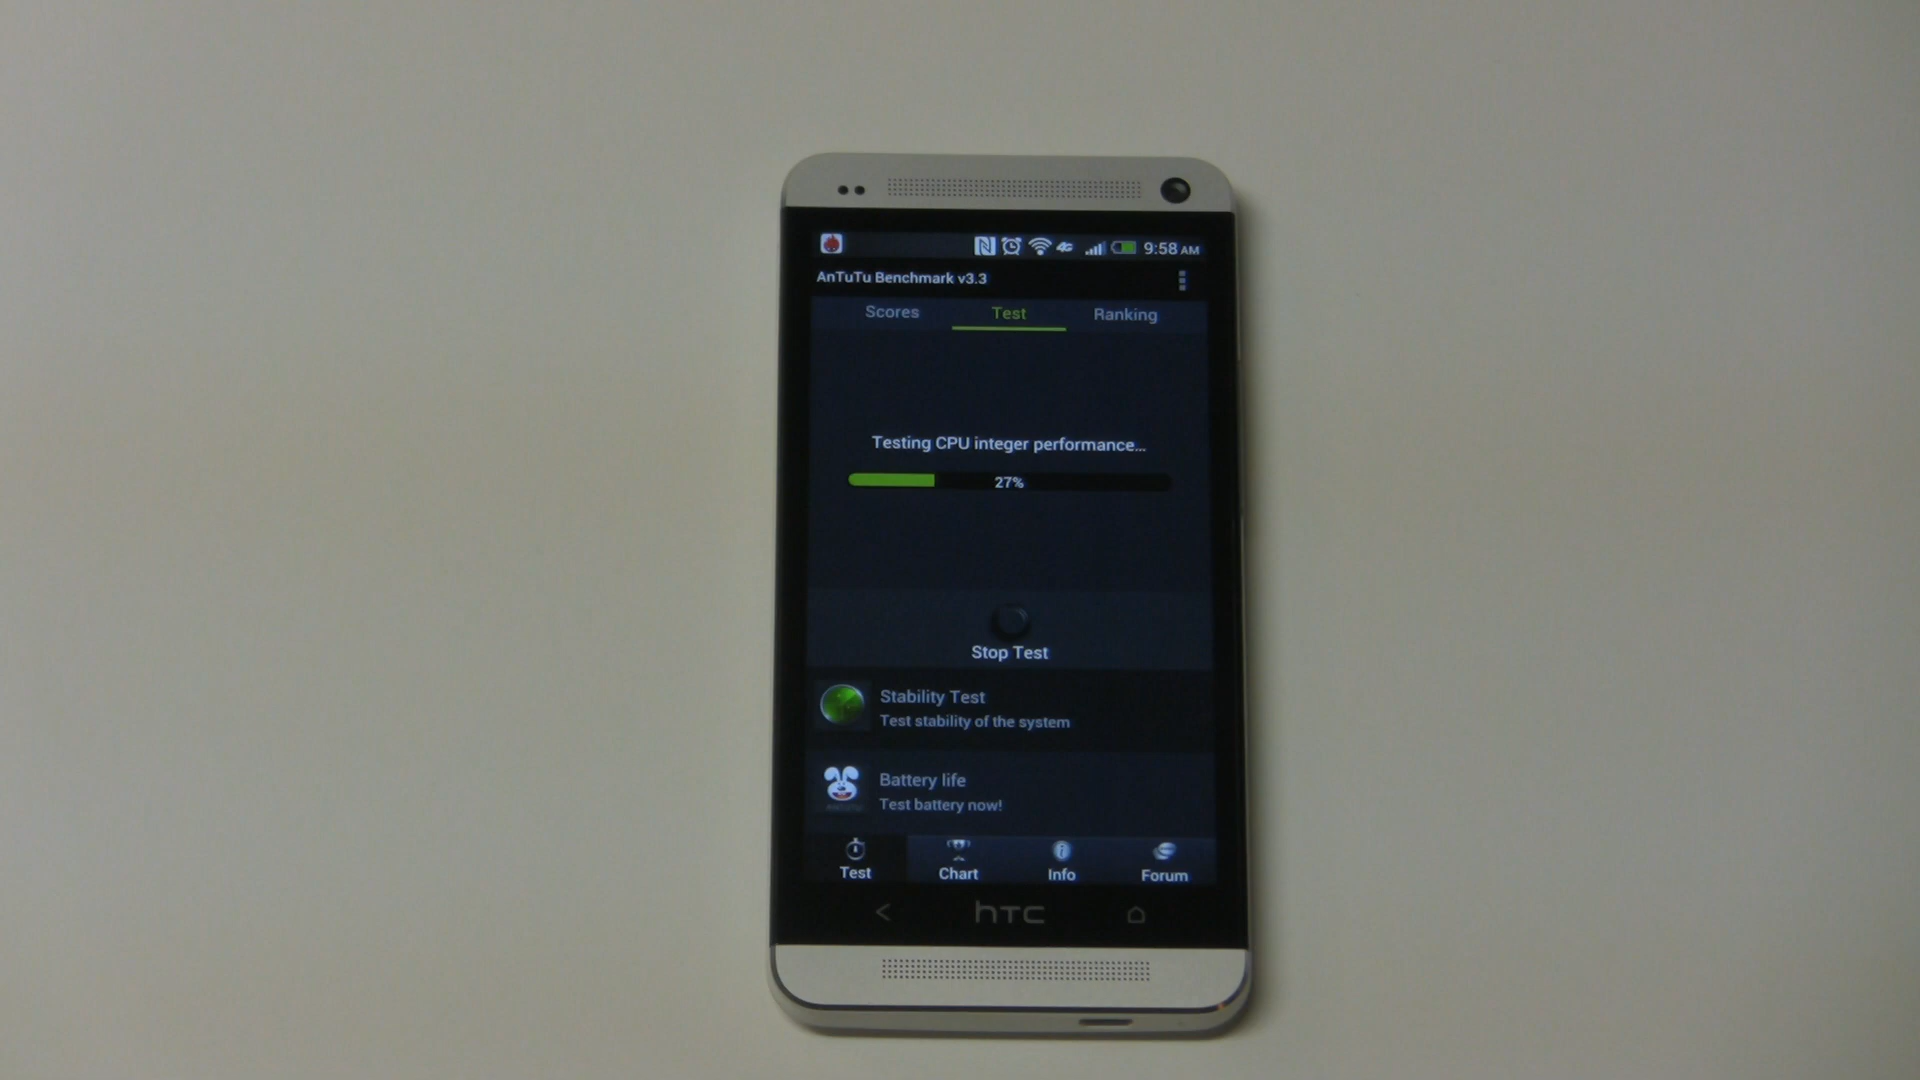 4G 9:58 AM
AnTuTu Benchmark v3.3
Scores Test Ranking
Testing CPU integer performance...
27%
Stop Test
Stability Test
Test stability of the system
Battery life
Test battery now!
Test Chart Info Forum
hTC